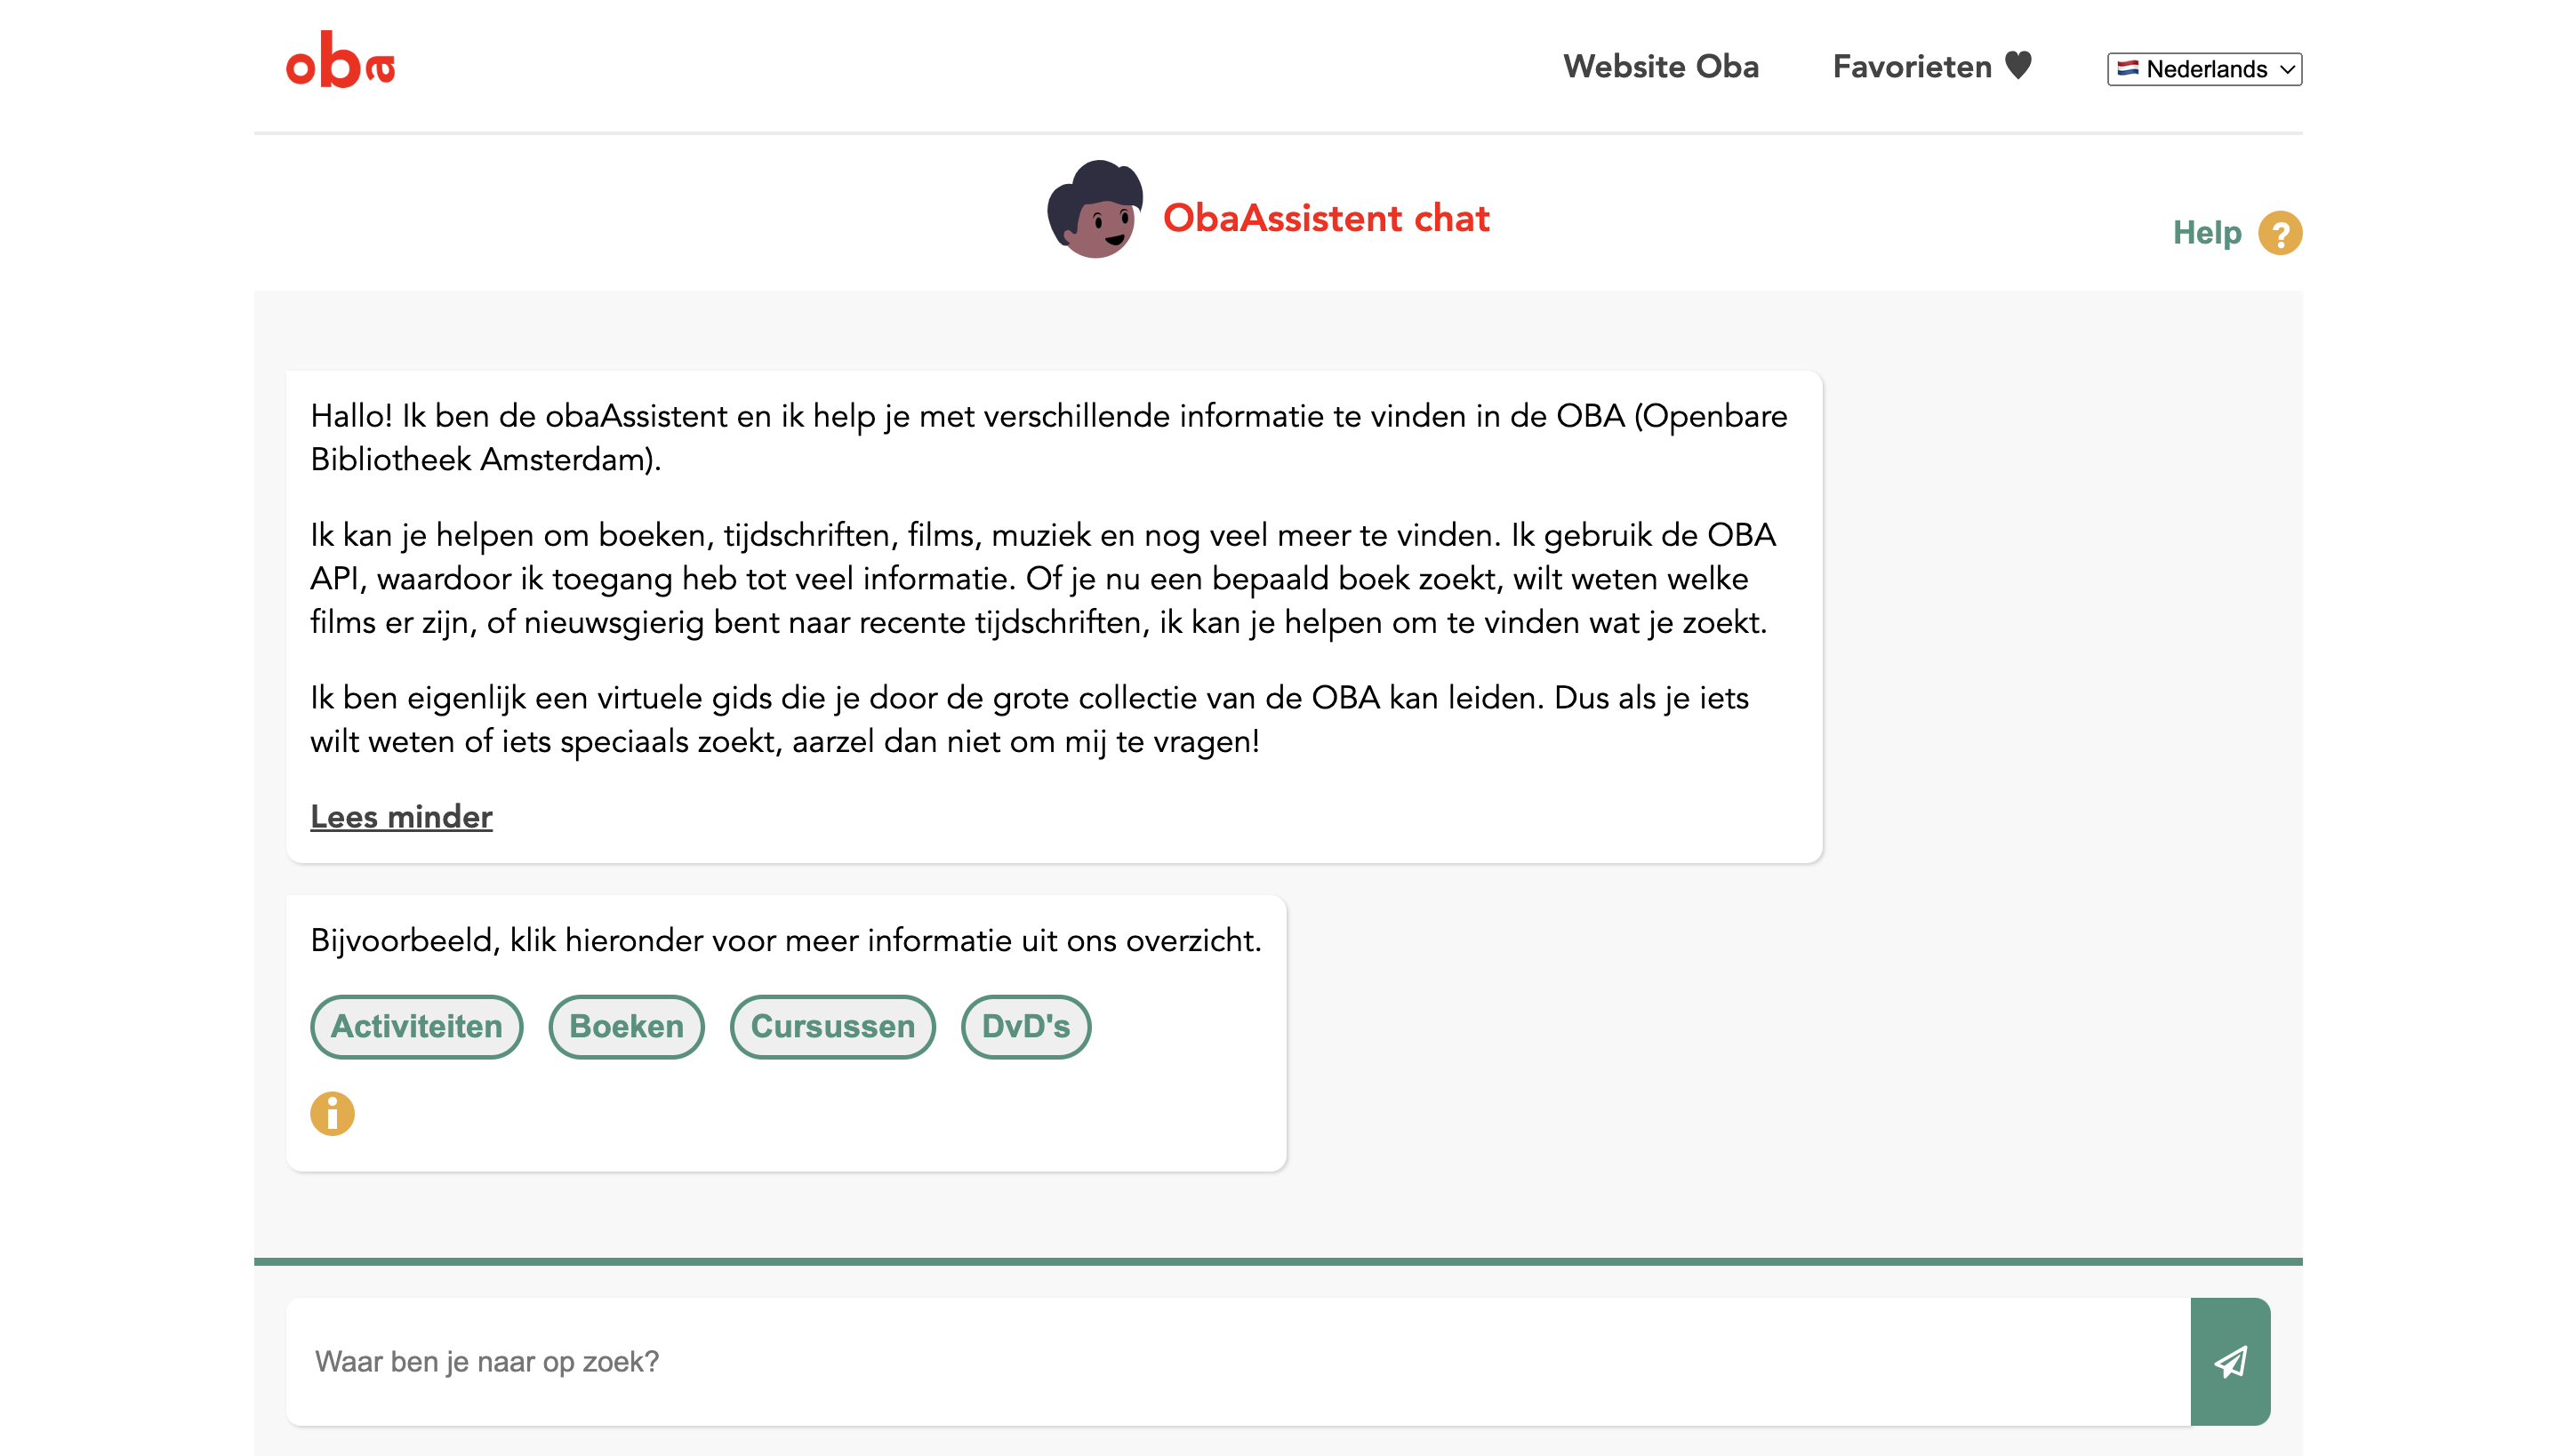 oba
Website Oba
Favorieten
Nederlands
ObaAssistent chat
Help ?
Hallo! Ik ben de obaAssistent en ik help je met verschillende informatie te vinden in de OBA (Openbare
Bibliotheek Amsterdam).
Ik kan je helpen om boeken, tijdschriften, films, muziek en nog veel meer te vinden. Ik gebruik de OBA
API, waardoor ik toegang heb tot veel informatie. Of je nu een bepaald boek zoekt, wilt weten welke
films er zijn, of nieuwsgierig bent naar recente tijdschriften, ik kan je helpen om te vinden wat je zoekt.
Ik ben eigenlijk een virtuele gids die je door de grote collectie van de OBA kan leiden. Dus als je iets
wilt weten of iets speciaals zoekt, aarzel dan niet om mij te vragen!
Lees minder
Bijvoorbeeld, klik hieronder voor meer informatie uit ons overzicht.
Activiteiten
Boeken
Cursussen
DvD's
i
Waar ben je naar op zoek?